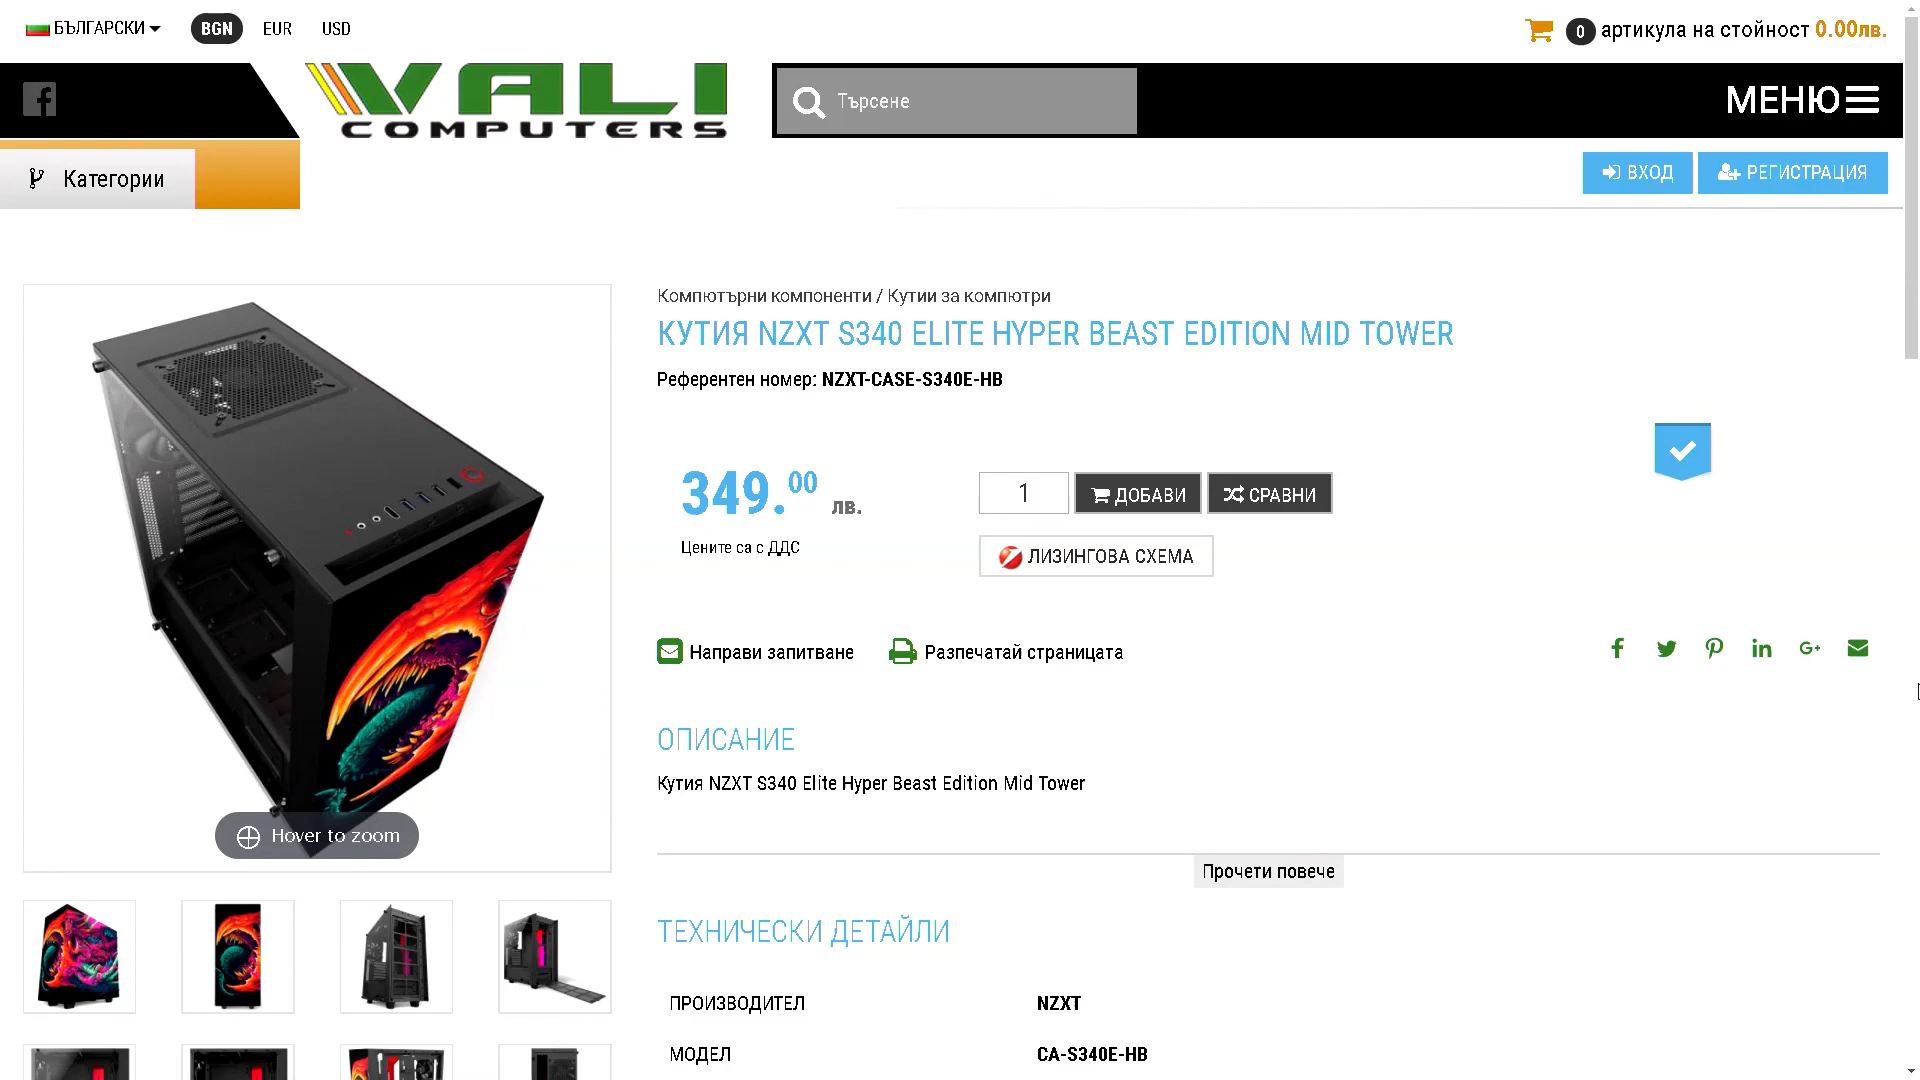 БЪЛГАРСКИ BGN EUR USD
0 артикула на стойност 0.00лв.
VALI
COMPUTERS
Търсене
МЕНЮ
Категории
ВХОД
РЕГИСТРАЦИЯ
Компютърни компоненти / Кутии за компютри
КУТИЯ NZXT S340 ELITE HYPER BEAST EDITION MID TOWER
Референтен номер: NZXT-CASE-S340E-HB
349.00 лв.
1
ДОБАВИ
СРАВНИ
Цените са с ДДС
ЛИЗИНГОВА СХЕМА
Направи запитване
Разпечатай страницата
ОПИСАНИЕ
Кутия NZXT S340 Elite Hyper Beast Edition Mid Tower
Hover to zoom
Прочети повече
ТЕХНИЧЕСКИ ДЕТАЙЛИ
ПРОИЗВОДИТЕЛ NZXT
МОДЕЛ CA-S340E-HB